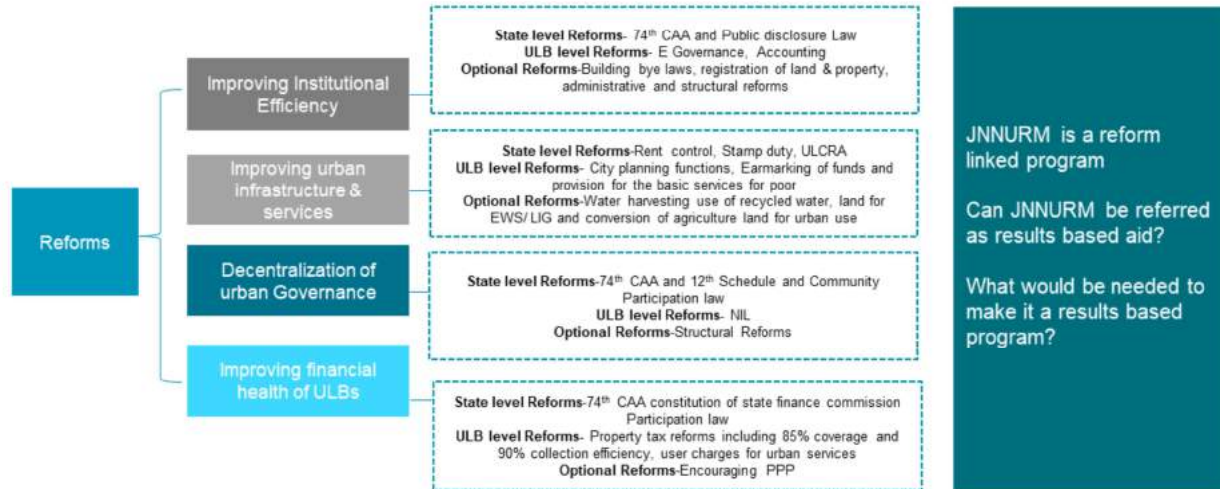 Reforms
Improving Institutional
Efficiency
State level Reforms- 74th CAA and Public disclosure Law
ULB level Reforms- E Governance, Accounting
Optional Reforms-Building bye laws, registration of land & property,
administrative and structural reforms
Improving urban
infrastructure &
services
State level Reforms-Rent control, Stamp duty, ULCRA
ULB level Reforms- City planning functions, Earmarking of funds and
provision for the basic services for poor
Optional Reforms-Water harvesting use of recycled water, land for
EWS/ LIG and conversion of agriculture land for urban use
Decentralization of
urban Governance
State level Reforms-74th CAA and 12th Schedule and Community
Participation law
ULB level Reforms- NIL
Optional Reforms-Structural Reforms
Improving financial
health of ULBs
State level Reforms-74th CAA constitution of state finance commission
Participation law
ULB level Reforms- Property tax reforms including 85% coverage and
90% collection efficiency, user charges for urban services
Optional Reforms-Encouraging PPP
JNNURM is a reform
linked program
Can JNNURM be referred
as results based aid?
What would be needed to
make it a results based
program?